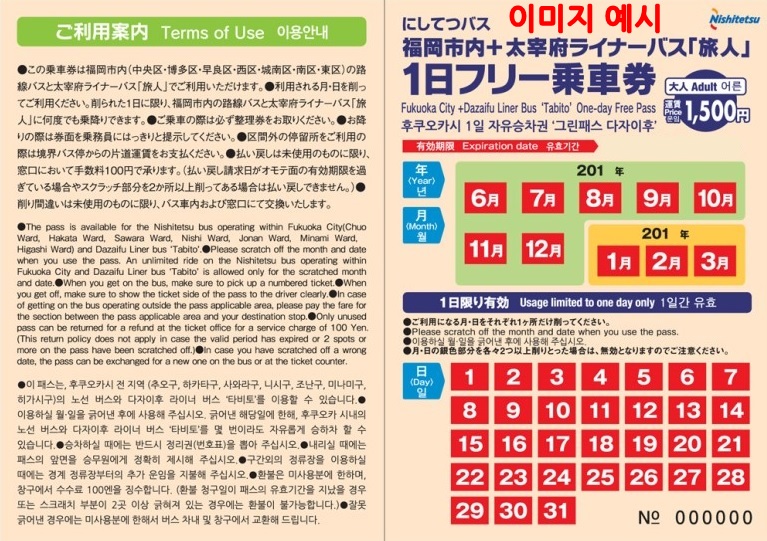 ご利用案内 Terms of Use 이용안내
●この乗車券は福岡市内(中央区・博多区・早良区・西区・城南区・南区・東区)の路
線バスと太宰府ライナーバス「旅人」でご利用いただけます。●利用される月・日を削っ
てご利用ください。削られた1日に限り、福岡市内の路線バスと太宰府ライナーバス「旅
人」に何度でも乗降りできます。●ご乗車の際は必ず整理券をお取りください。●お降
りの際は券面を乗務員にはっきりと提示してください。●区間外の停留所をご利用の
際は境界バス停からの片道運賃をお支払ください。●払い戻しは未使用のものに限り、
窓口において手数料100円で承ります。(払い戻し請求日がオモテ面の有効期限を過
ぎている場合やスクラッチ部分を2か所以上削ってある場合は払い戻しできません。)●
削り間違いは未使用のものに限り、バス車内および窓口にて交換いたします。
●The pass is available for the Nishitetsu bus operating within Fukuoka City(Chuo
Ward, Hakata Ward, Sawara Ward, Nishi Ward, Jonan Ward, Minami Ward,
Higashi Ward) and Dazaifu Liner bus 'Tabito'.●Please scratch off the month and date
when you use the pass. An unlimited ride on the Nishitetsu bus operating within
Fukuoka City and Dazaifu Liner bus 'Tabito' is allowed only for the scratched month
and date.●When you get on the bus, make sure to pick up a numbered ticket.●When
you get off, make sure to show the ticket side of the pass to the driver clearly.●In case
of getting on the bus operating outside the pass applicable area, please pay the fare for
the section between the pass applicable area and your destination stop.●Only unused
pass can be returned for a refund at the ticket office for a service charge of 100 Yen.
(This return policy does not apply in case the valid period has expired or 2 spots or
more on the pass have been scratched off.)●In case you have scratched off a wrong
date, the pass can be exchanged for a new one on the bus or at the ticket counter.
●이 패스는, 후쿠오카 전 지역 (추오구, 하카타구, 사와라구, 니시구, 조난구, 미나미구,
히가시구)의 노선 버스와 다자이후 라이너 버스 '타비토'를 이용할 수 있습니다.●
이용하실 월·일을 긁어낸 후에 사용해 주십시오. 긁어낸 해당일에 한해, 후쿠오카 시내의
노선 버스와 다자이후 라이너 버스 '타비토'를 몇 번이라도 자유롭게 승하차 할 수
있습니다.●승차하실 때에는 반드시 정리권(번호표)을 뽑아 주십시오.●내리실 때에는
패스의 앞면을 승무원에게 정확히 제시해 주십시오.●구간외의 정류장을 이용하실
때에는 경계 정류장부터의 추가 운임을 지불해 주십시오.●환불은 미사용분에 한하며,
창구에서 수수료 100엔을 징수합니다. (환불 청구일이 패스의 유효기간을 지났을 경우
또는 스크래치 부분이 2곳 이상 긁혀져 있는 경우에는 환불이 불가능합니다.)●잘못
긁어낸 경우에는 미사용분에 한해서 버스 차내 및 창구에서 교환해 드립니다.
にしてつバス 이미지 예시 Nishitetsu
福岡市内+太宰府ライナーバス「旅人」
1日フリー乗車券 大人 Adult 어른
Fukuoka City +Dazaifu Liner Bus 'Tabito' One-day Free Pass
후쿠오카시 1일 자유승차권 '그린패스 다자이후'
運賃 Price 운임 1,500円
有効期限 Expiration date 유효기간
年 (Year) 년
201 年
月 (Month) 월
6月 7月 8月 9月 10月
11月 12月
201 年
1月 2月 3月
1日限り有効 Usage limited to one day only 1일간 유효
●ご利用になる月・日をそれぞれ1ヶ所だけ削ってください。
●Please scratch off the month and date when you use the pass.
●이용하실 월·일을 긁어낸 후에 사용해 주십시오.
●月・日の銀色部分を各々2つ以上削りとった場合は、無効となりますのでご注意ください。
日 (Day) 일
1 2 3 4 5 6 7
8 9 10 11 12 13 14
15 16 17 18 19 20 21
22 23 24 25 26 27 28
29 30 31
№ 000000